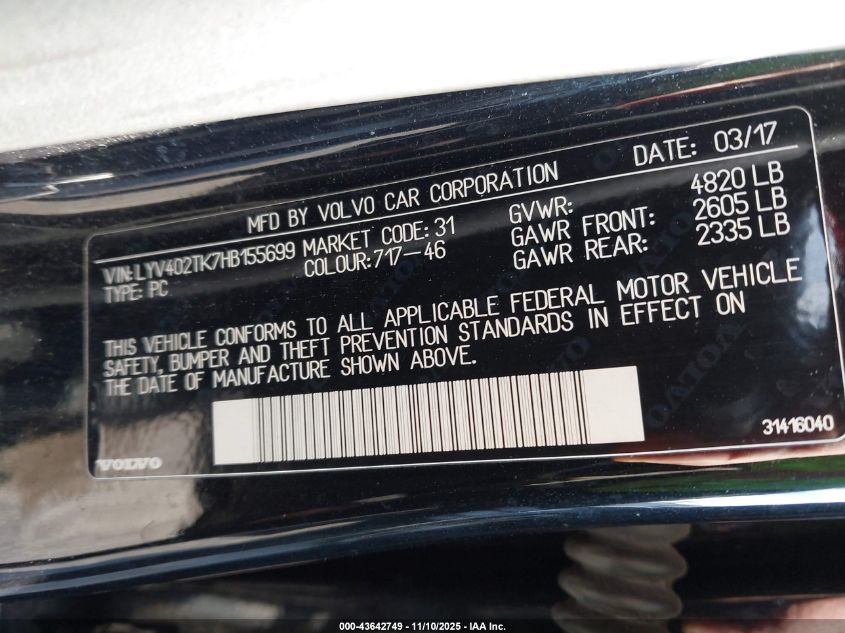 DATE: 03/17
MFD BY VOLVO CAR CORPORATION
VIN: LYV402TK7HB155699 MARKET CODE: 31 GVWR: 4820 LB
TYPE: PC COLOUR: 717-46 GAWR FRONT: 2605 LB
GAWR REAR: 2335 LB
THIS VEHICLE CONFORMS TO ALL APPLICABLE FEDERAL MOTOR VEHICLE
SAFETY, BUMPER AND THEFT PREVENTION STANDARDS IN EFFECT ON
THE DATE OF MANUFACTURE SHOWN ABOVE.
31416040
VOLVO
000-43642749 - 11/10/2025 - IAA Inc.